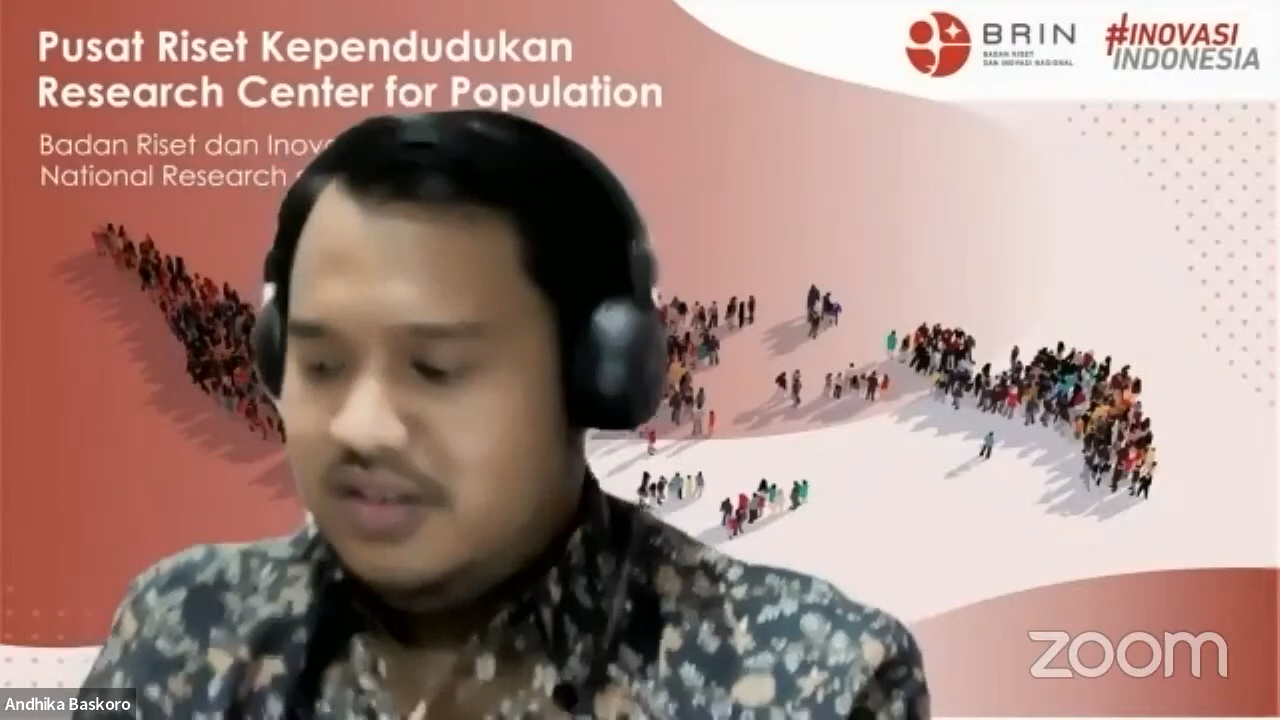 Pusat Riset Kependudukan
Research Center for Population
Badan Riset dan Inov
National Research
BRIN
BADAN RISET
DAN INOVASI NASIONAL
#INOVASI
INDONESIA
zoom
Andhika Baskoro